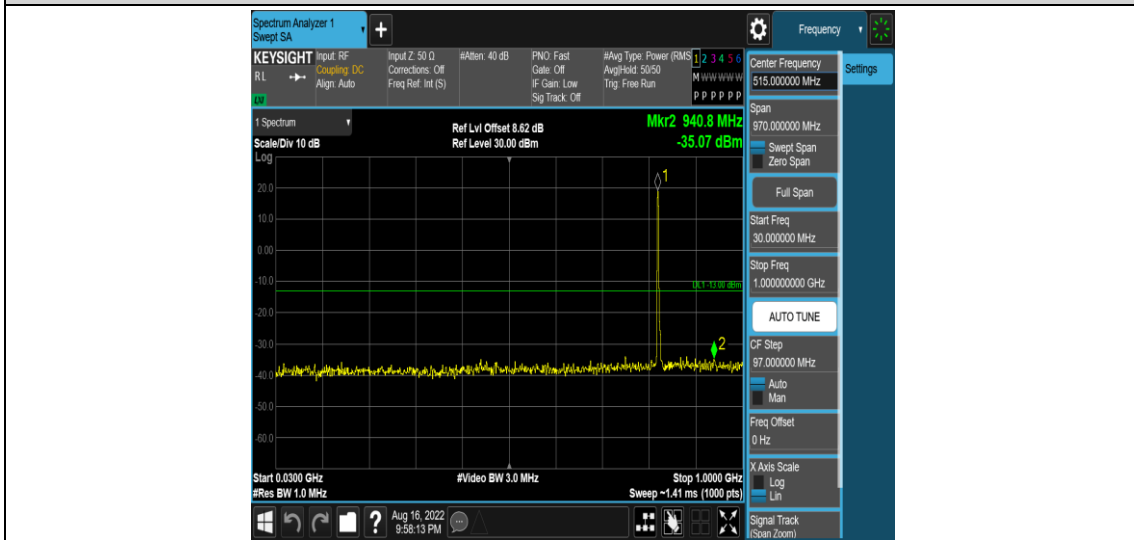 Spectrum Analyzer 1
Swept SA
Frequency
KEYSIGHT
RL
LXI
Input: RF
Coupling: DC
Align: Auto
Input Z: 50 Ω
Corrections: Off
Freq Ref: Int (S)
#Atten: 40 dB
PNO: Fast
Gate: Off
IF Gain: Low
Sig Track: Off
#Avg Type: Power (RMS
Avg|Hold: 50/50
Trig: Free Run
1 2 3 4 5 6
M W W W W W
P P P P P P
1 Spectrum
Scale/Div 10 dB
Log
Ref Lvl Offset 8.62 dB
Ref Level 30.00 dBm
Mkr2 940.8 MHz
-35.07 dBm
1
20.0
10.0
0.00
-10.0
DL1 -13.00 dBm
-20.0
-30.0
2
-40.0
-50.0
-60.0
Start 0.0300 GHz
#Res BW 1.0 MHz
#Video BW 3.0 MHz
Stop 1.0000 GHz
Sweep ~1.41 ms (1000 pts)
Center Frequency
515.000000 MHz
Settings
Span
970.000000 MHz
Swept Span
Zero Span
Full Span
Start Freq
30.000000 MHz
Stop Freq
1.000000000 GHz
AUTO TUNE
CF Step
97.000000 MHz
Auto
Man
Freq Offset
0 Hz
X Axis Scale
Log
Lin
Signal Track
(Span Zoom)
?
Aug 16, 2022
9:58:13 PM